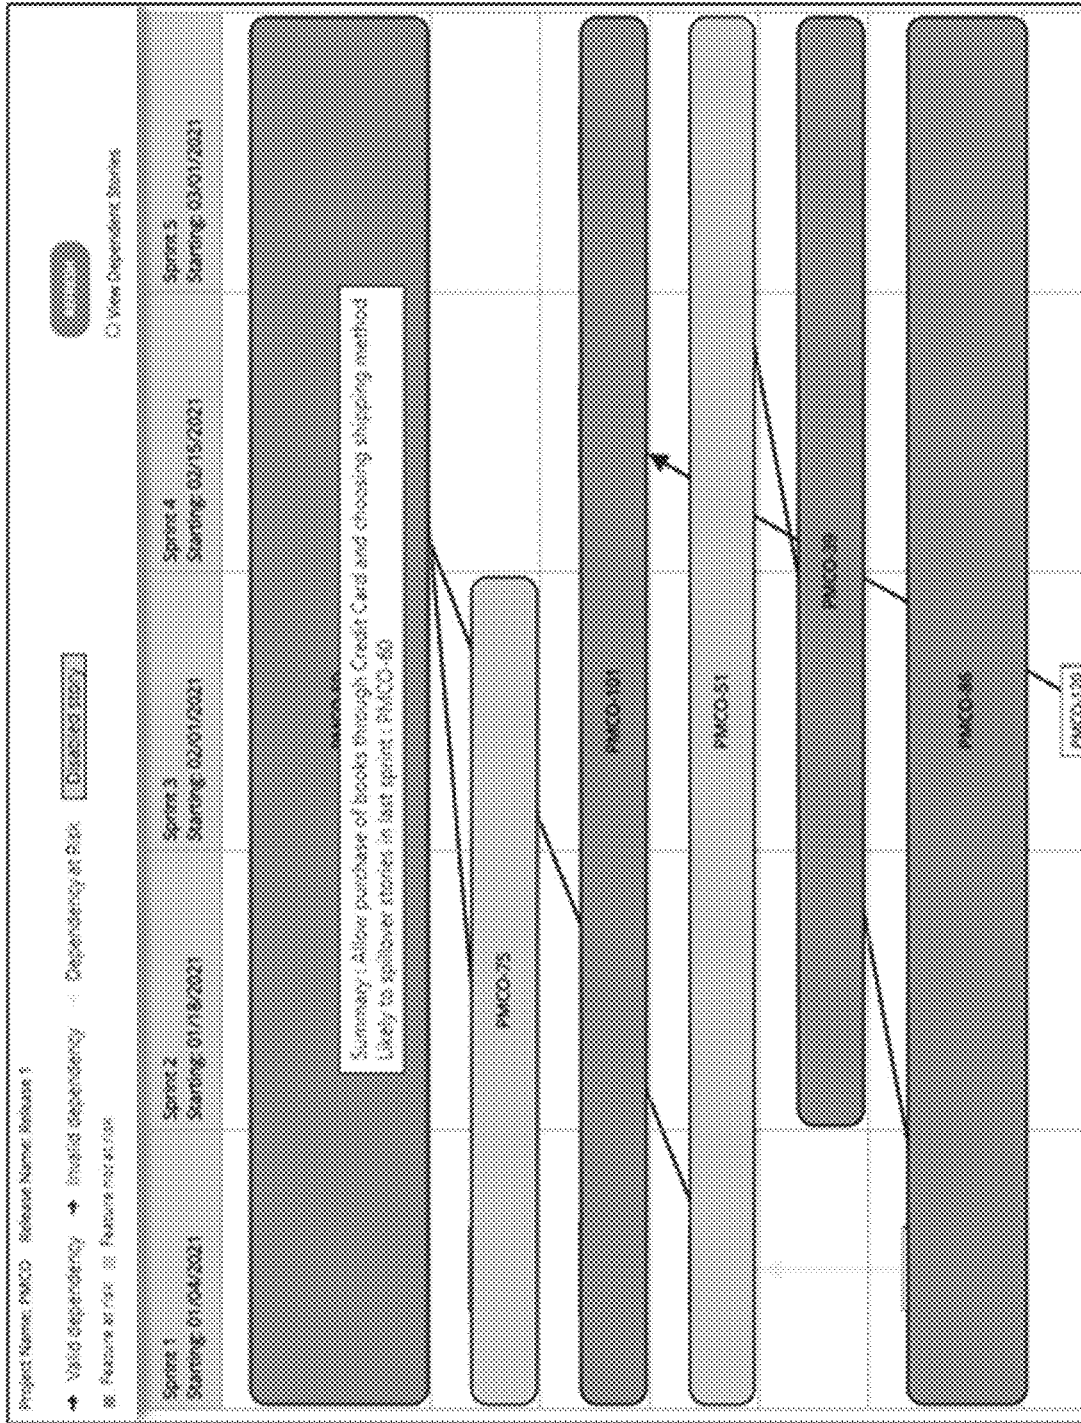 Project Name: PMCO Release Name: Release 1
Valid dependency Invalid dependency Dependency at Risk Disabled story
Feature at risk Feature not at risk
View Dependent Stories
Sprint 1
Starting: 01/04/2021
Sprint 2
Starting: 01/18/2021
Sprint 3
Starting: 02/01/2021
Sprint 4
Starting: 02/15/2021
Sprint 5
Starting: 03/01/2021
Summary : Allow purchase of books through Credit Card and choosing shipping method
Likely to spillover stories in last sprint : PMCO-60
PMCO-75
PMCO-101
PMCO-51